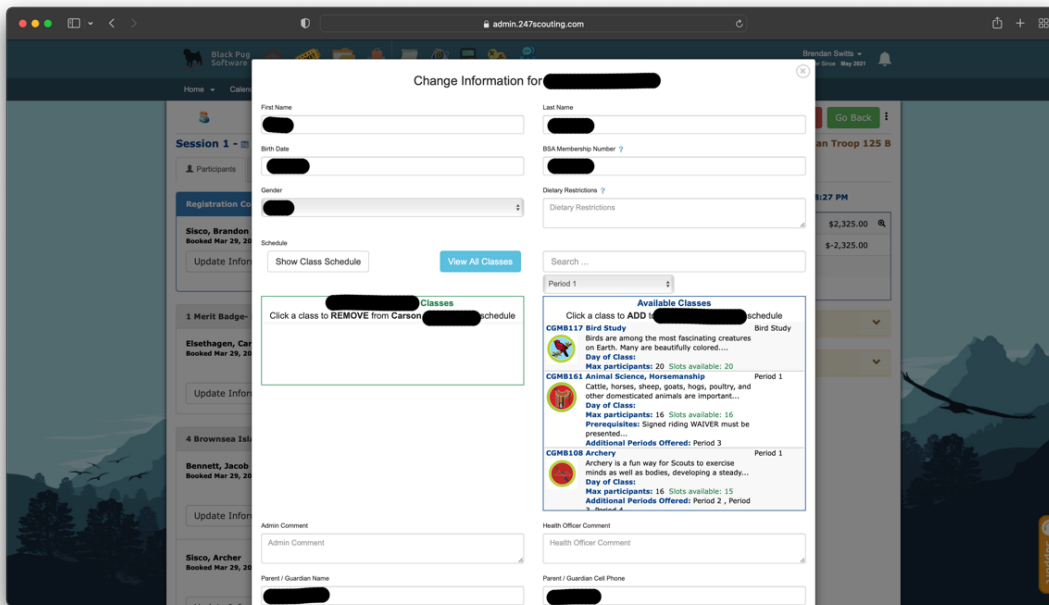 admin.247scouting.com
Black Pug
Software
Brendan Switts
Since May 2021
Home
Go Back
Session 1 -
Troop 125 B
Participants
Registration
8:27 PM
Sisco, Brandon
Booked Mar 29, 20
Update
$2,325.00
$-2,325.00
1 Merit Badge-
Elsethagen,
Booked Mar 29, 20
Update
4 Brownsea
Bennett, Jacob
Booked Mar 29, 20
Update
Sisco, Archer
Booked Mar 29, 20
Change Information for
First Name
Last Name
Birth Date
BSA Membership Number ?
Gender
Dietary Restrictions ?
Dietary Restrictions
Schedule
Show Class Schedule
View All Classes
Search ...
Period 1
Classes
Click a class to REMOVE from Carson schedule
Available Classes
Click a class to ADD schedule
CGMB117 Bird Study
Bird Study
Birds are among the most fascinating creatures
on Earth. Many are beautifully colored....
Day of Class:
Max participants: 20 Slots available: 20
CGMB161 Animal Science, Horsemanship
Period 1
Cattle, horses, sheep, goats, hogs, poultry, and
other domesticated animals are important...
Day of Class:
Max participants: 16 Slots available: 16
Prerequisites: Signed riding WAIVER must be
presented...
Additional Periods Offered: Period 3
CGMB108 Archery
Period 1
Archery is a fun way for Scouts to exercise
minds as well as bodies, developing a steady...
Day of Class:
Max participants: 16 Slots available: 15
Additional Periods Offered: Period 2 , Period
3, Period 4
Admin Comment
Admin Comment
Health Officer Comment
Health Officer Comment
Parent / Guardian Name
Parent / Guardian Cell Phone
support